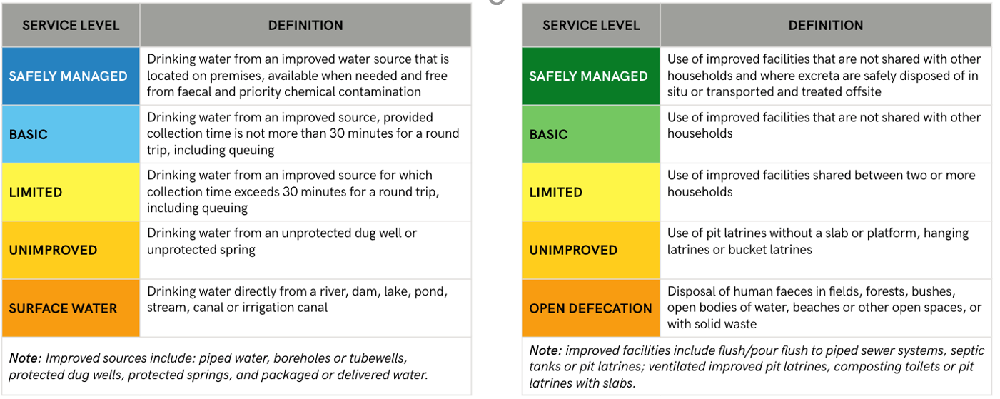 SERVICE LEVEL
DEFINITION
SAFELY MANAGED
Drinking water from an improved water source that is
located on premises, available when needed and free
from faecal and priority chemical contamination
BASIC
Drinking water from an improved source, provided
collection time is not more than 30 minutes for a round
trip, including queuing
LIMITED
Drinking water from an improved source for which
collection time exceeds 30 minutes for a round trip,
including queuing
UNIMPROVED
Drinking water from an unprotected dug well or
unprotected spring
SURFACE WATER
Drinking water directly from a river, dam, lake, pond,
stream, canal or irrigation canal
Note: Improved sources include: piped water, boreholes or tubewells,
protected dug wells, protected springs, and packaged or delivered water.
SERVICE LEVEL
DEFINITION
SAFELY MANAGED
Use of improved facilities that are not shared with other
households and where excreta are safely disposed of in
situ or transported and treated offsite
BASIC
Use of improved facilities that are not shared with other
households
LIMITED
Use of improved facilities shared between two or more
households
UNIMPROVED
Use of pit latrines without a slab or platform, hanging
latrines or bucket latrines
OPEN DEFECATION
Disposal of human faeces in fields, forests, bushes,
open bodies of water, beaches or other open spaces, or
with solid waste
Note: improved facilities include flush/pour flush to piped sewer systems, septic
tanks or pit latrines; ventilated improved pit latrines, composting toilets or pit
latrines with slabs.